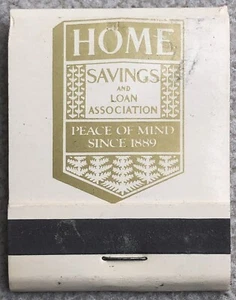 HOME
SAVINGS
AND
LOAN
ASSOCIATION
PEACE OF MIND
SINCE 1889